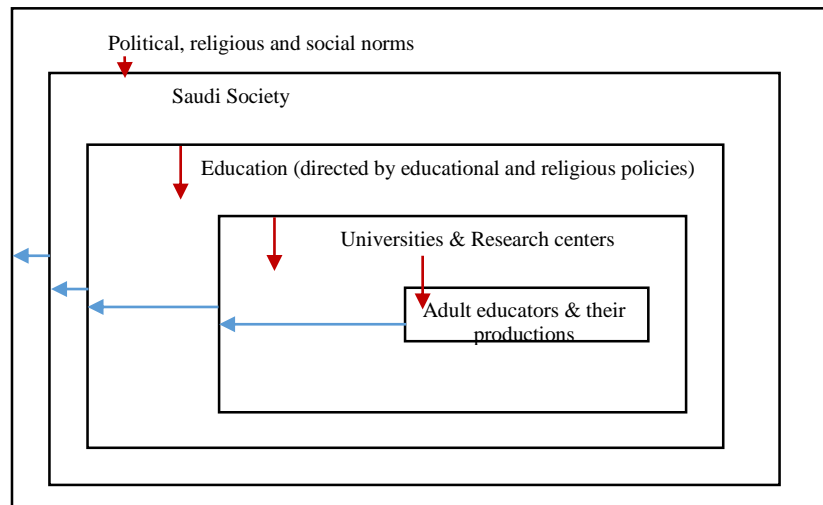 Political, religious and social norms
Saudi Society
Education (directed by educational and religious policies)
Universities & Research centers
Adult educators & their
productions